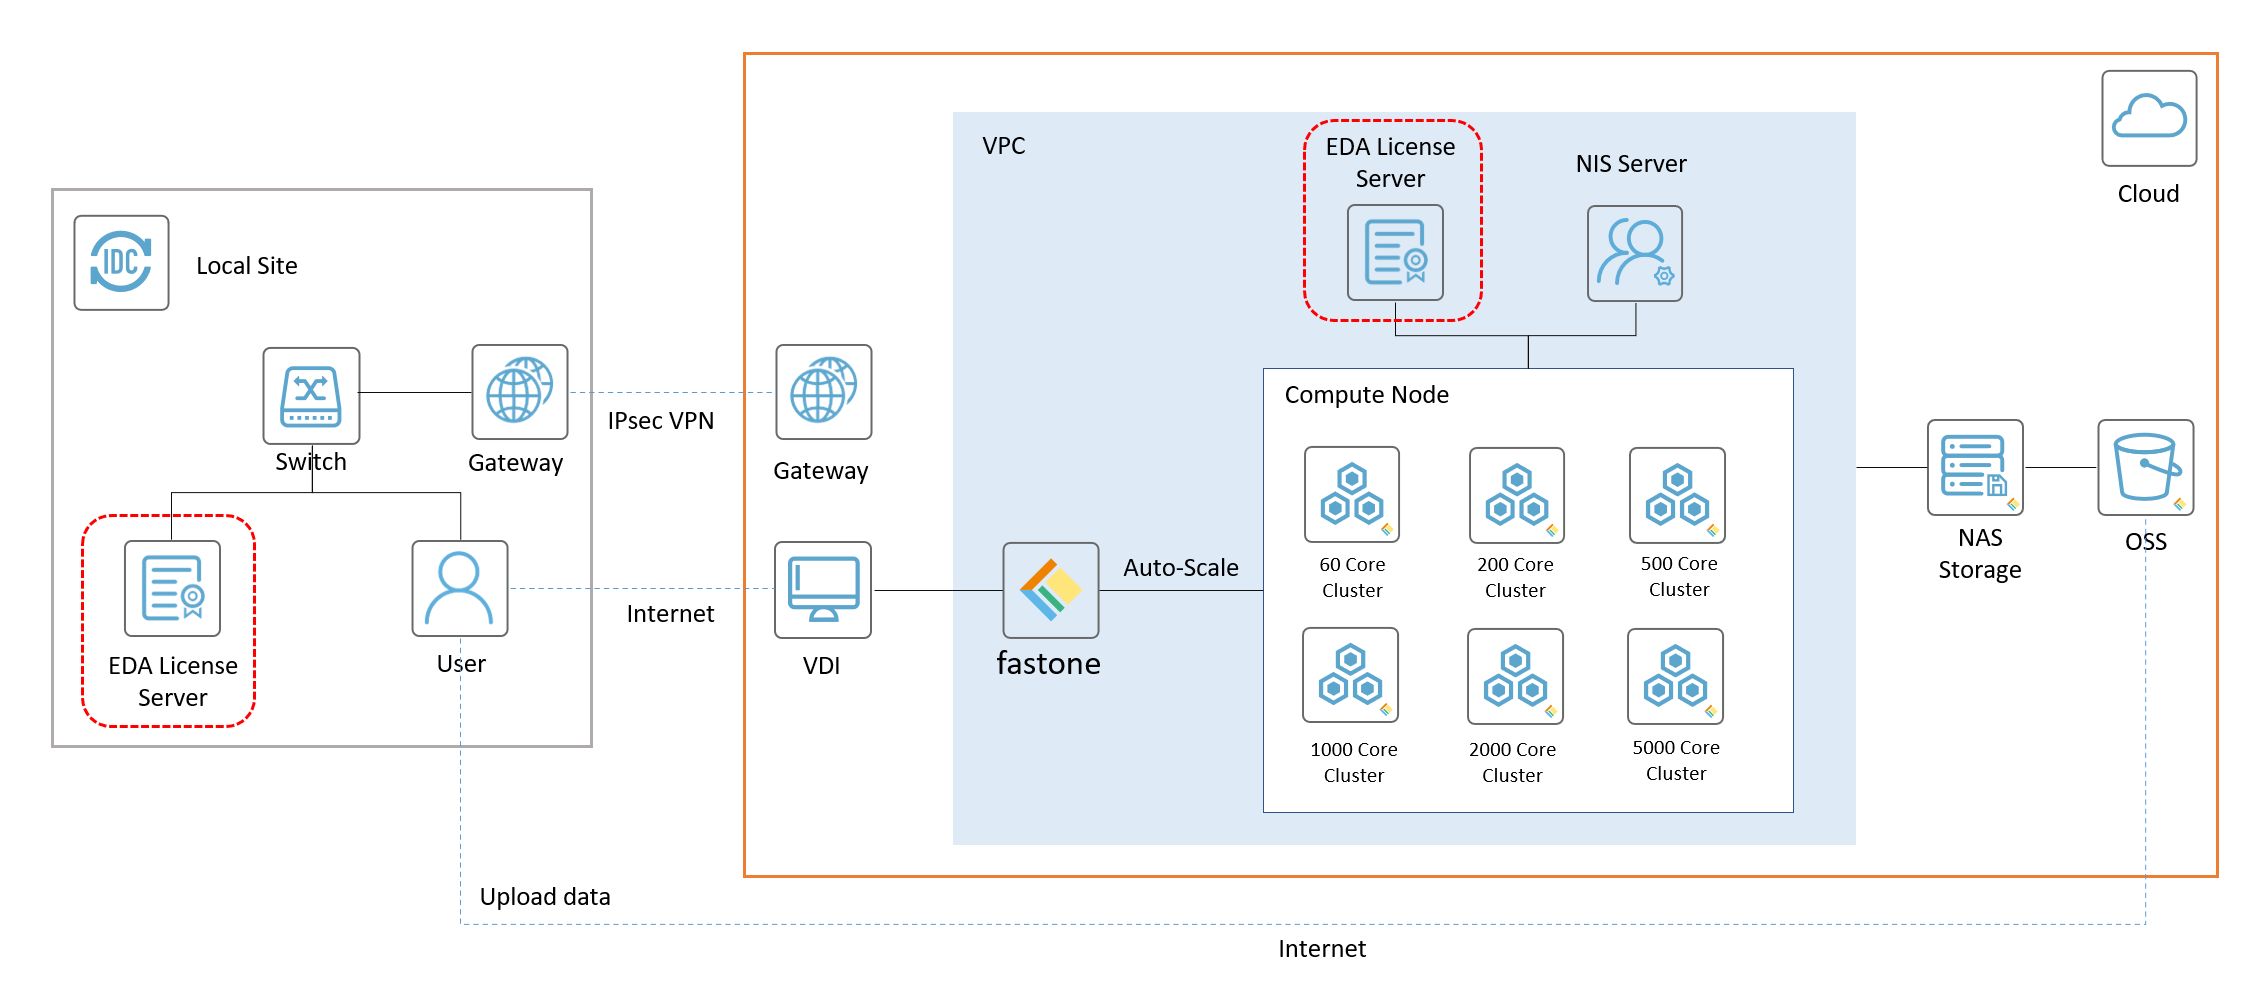 Cloud
VPC
EDA License
Server
NIS Server
IDC
Local Site
Switch
Gateway
IPsec VPN
Gateway
Compute Node
60 Core
Cluster
200 Core
Cluster
500 Core
Cluster
1000 Core
Cluster
2000 Core
Cluster
5000 Core
Cluster
NAS
Storage
OSS
EDA License
Server
User
Internet
VDI
fastone
Auto-Scale
Upload data
Internet